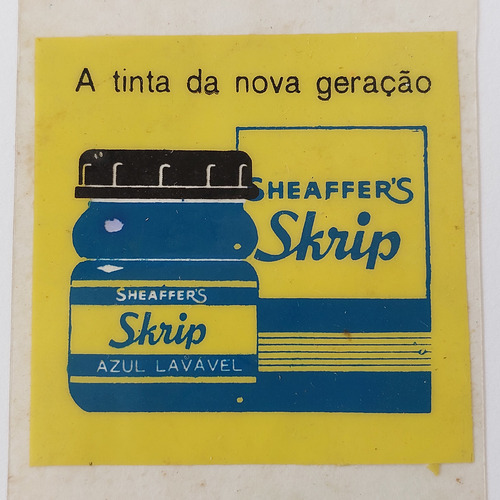 A tinta da nova geração
SHEAFFER'S
Skrip
SHEAFFER'S
Skrip
AZUL LAVÁVEL